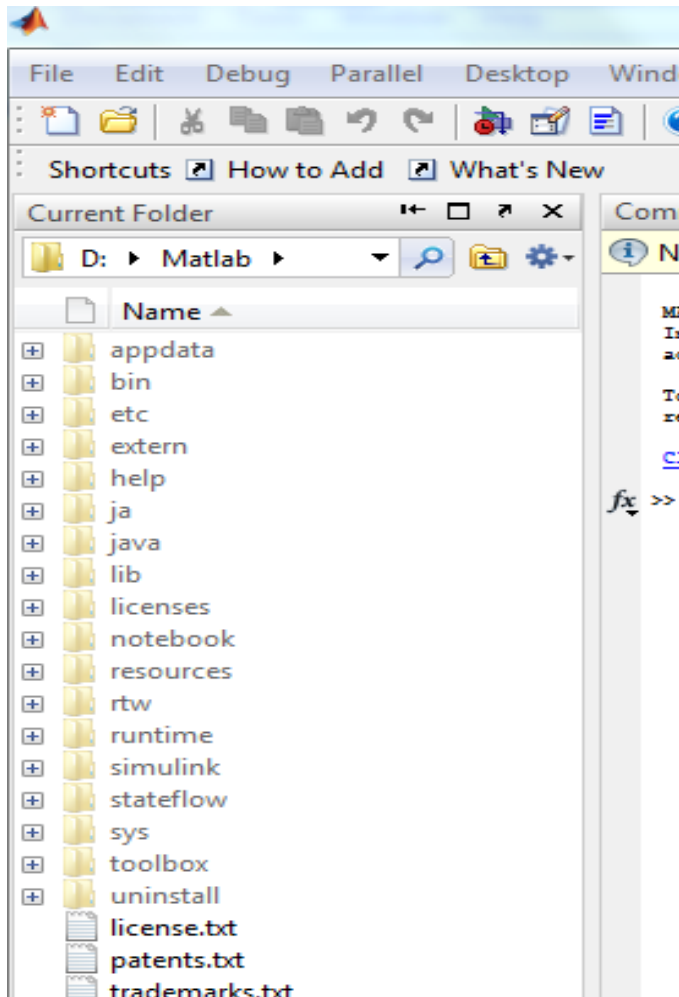 File Edit Debug Parallel Desktop Wind
Shortcuts How to Add What's New
Current Folder
Com
D: Matlab
N
Name
appdata
bin
etc
extern
help
ja
java
lib
licenses
notebook
resources
rtw
runtime
simulink
stateflow
sys
toolbox
uninstall
license.txt
patents.txt
trademarks.txt
To
fx >>